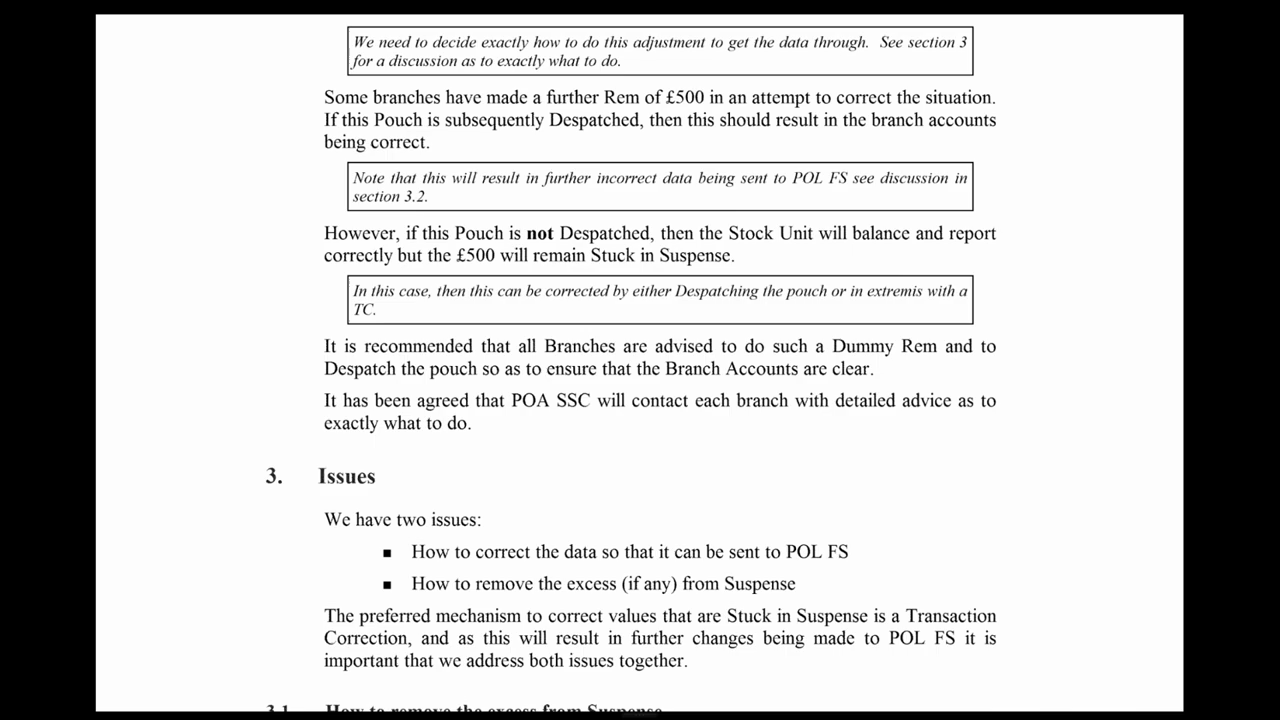 We need to decide exactly how to do this adjustment to get the data through. See section 3
for a discussion as to exactly what to do.
Some branches have made a further Rem of £500 in an attempt to correct the situation.
If this Pouch is subsequently Despatched, then this should result in the branch accounts
being correct.
Note that this will result in further incorrect data being sent to POL FS see discussion in
section 3.2.
However, if this Pouch is not Despatched, then the Stock Unit will balance and report
correctly but the £500 will remain Stuck in Suspense.
In this case, then this can be corrected by either Despatching the pouch or in extremis with a
TC.
It is recommended that all Branches are advised to do such a Dummy Rem and to
Despatch the pouch so as to ensure that the Branch Accounts are clear.
It has been agreed that POA SSC will contact each branch with detailed advice as to
exactly what to do.
3. Issues
We have two issues:
▪ How to correct the data so that it can be sent to POL FS
▪ How to remove the excess (if any) from Suspense
The preferred mechanism to correct values that are Stuck in Suspense is a Transaction
Correction, and as this will result in further changes being made to POL FS it is
important that we address both issues together.
3.1 How to remove the excess from Suspense